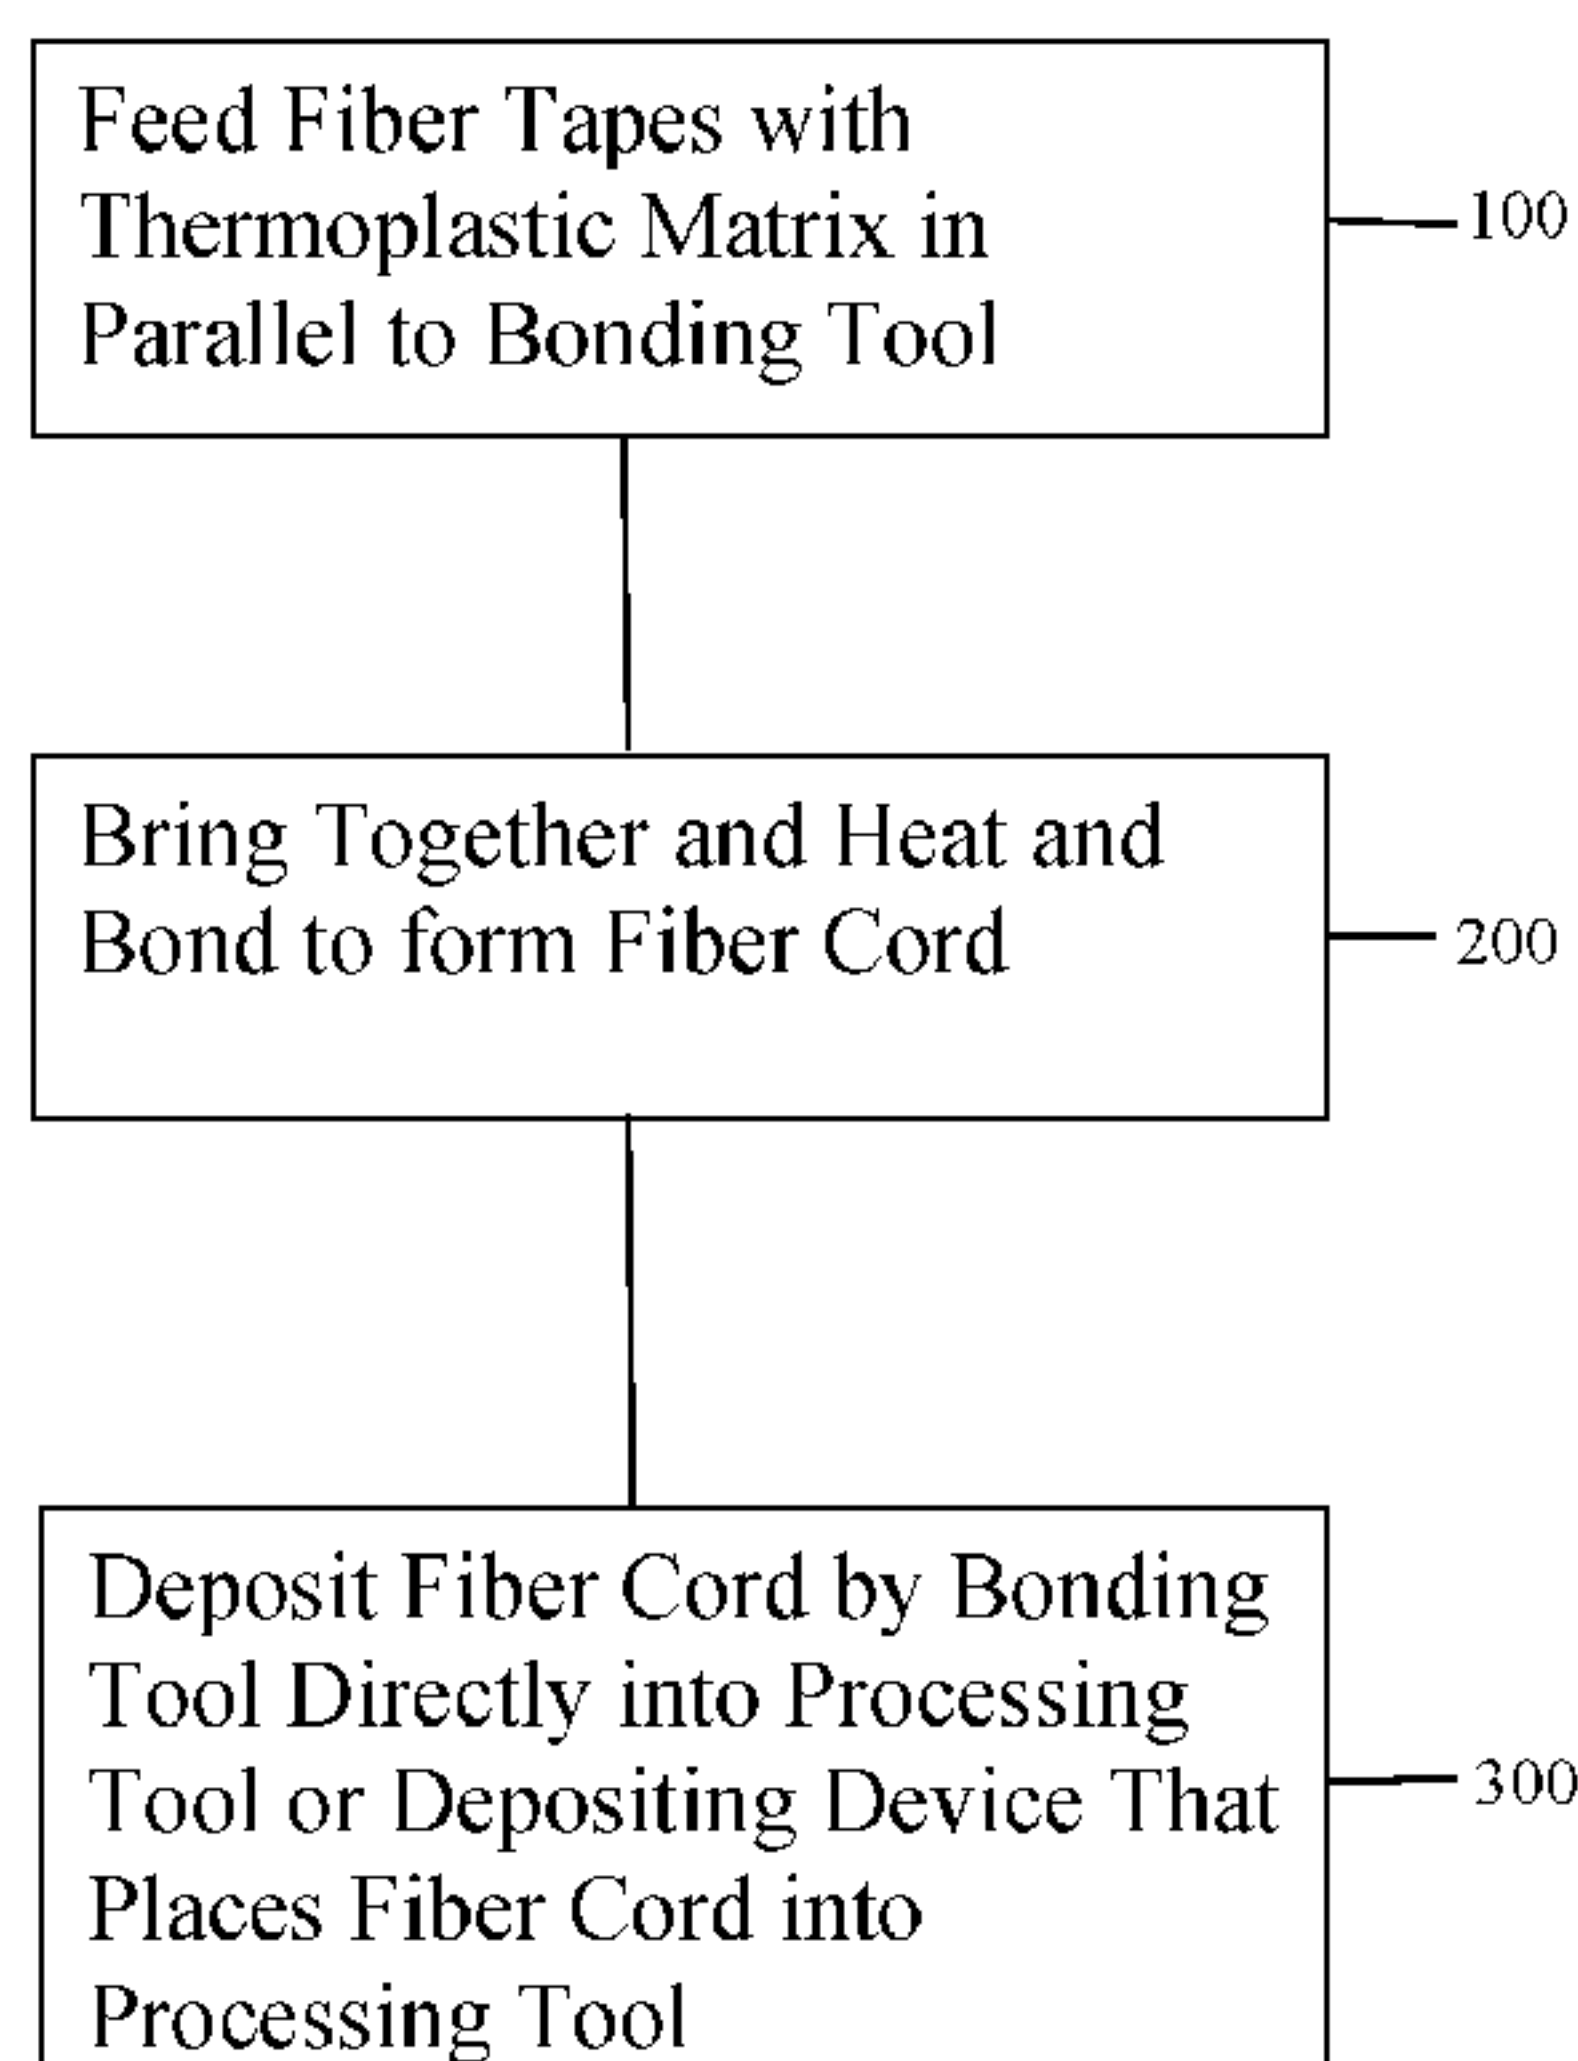 Feed Fiber Tapes with
Thermoplastic Matrix in
Parallel to Bonding Tool
100
Bring Together and Heat and
Bond to form Fiber Cord
200
Deposit Fiber Cord by Bonding
Tool Directly into Processing
Tool or Depositing Device That
Places Fiber Cord into
Processing Tool
300